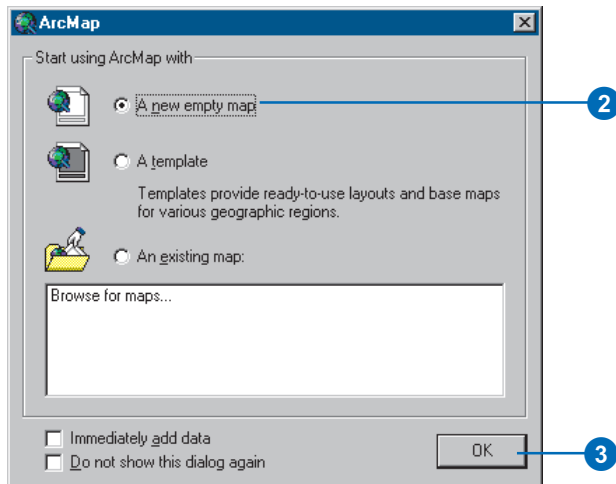 ArcMap
Start using ArcMap with
A new empty map
2
A template
Templates provide ready-to-use layouts and base maps
for various geographic regions.
An existing map:
Browse for maps...
Immediately add data
Do not show this dialog again
OK
3